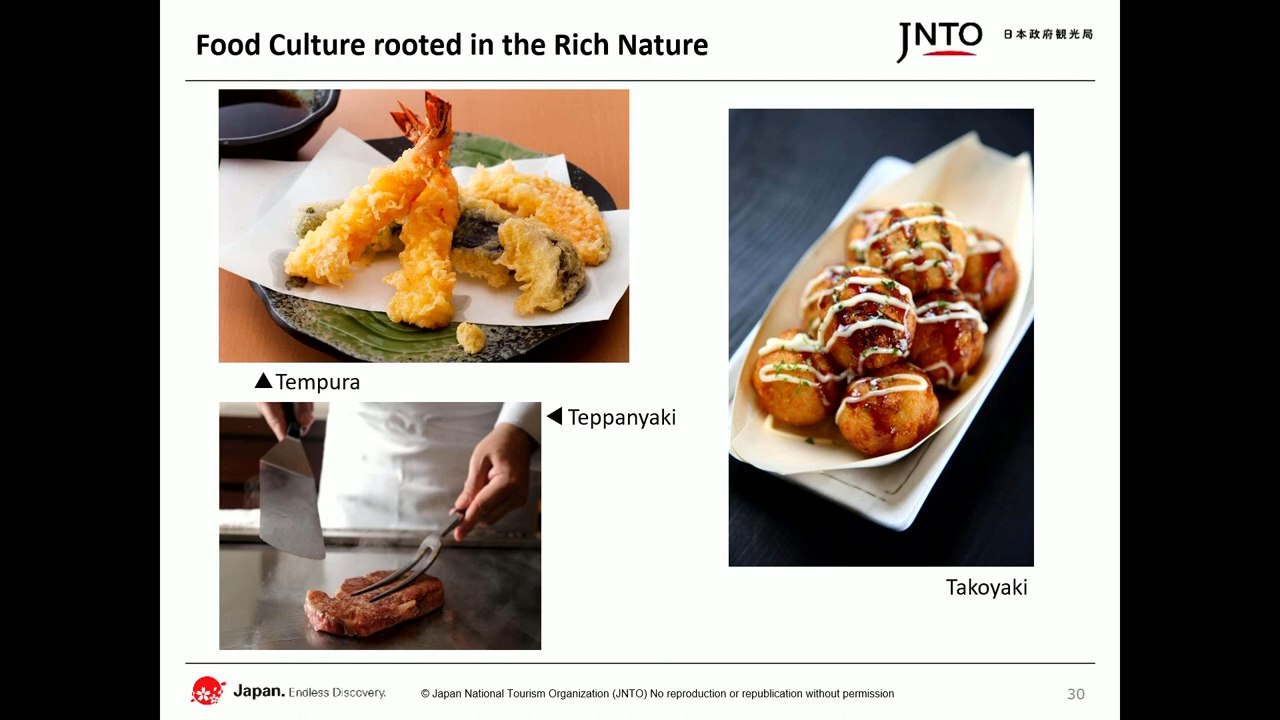 Food Culture rooted in the Rich Nature
JNTO 日本政府観光局
▲Tempura
◀ Teppanyaki
Takoyaki
Japan. Endless Discovery.
© Japan National Tourism Organization (JNTO) No reproduction or republication without permission
30